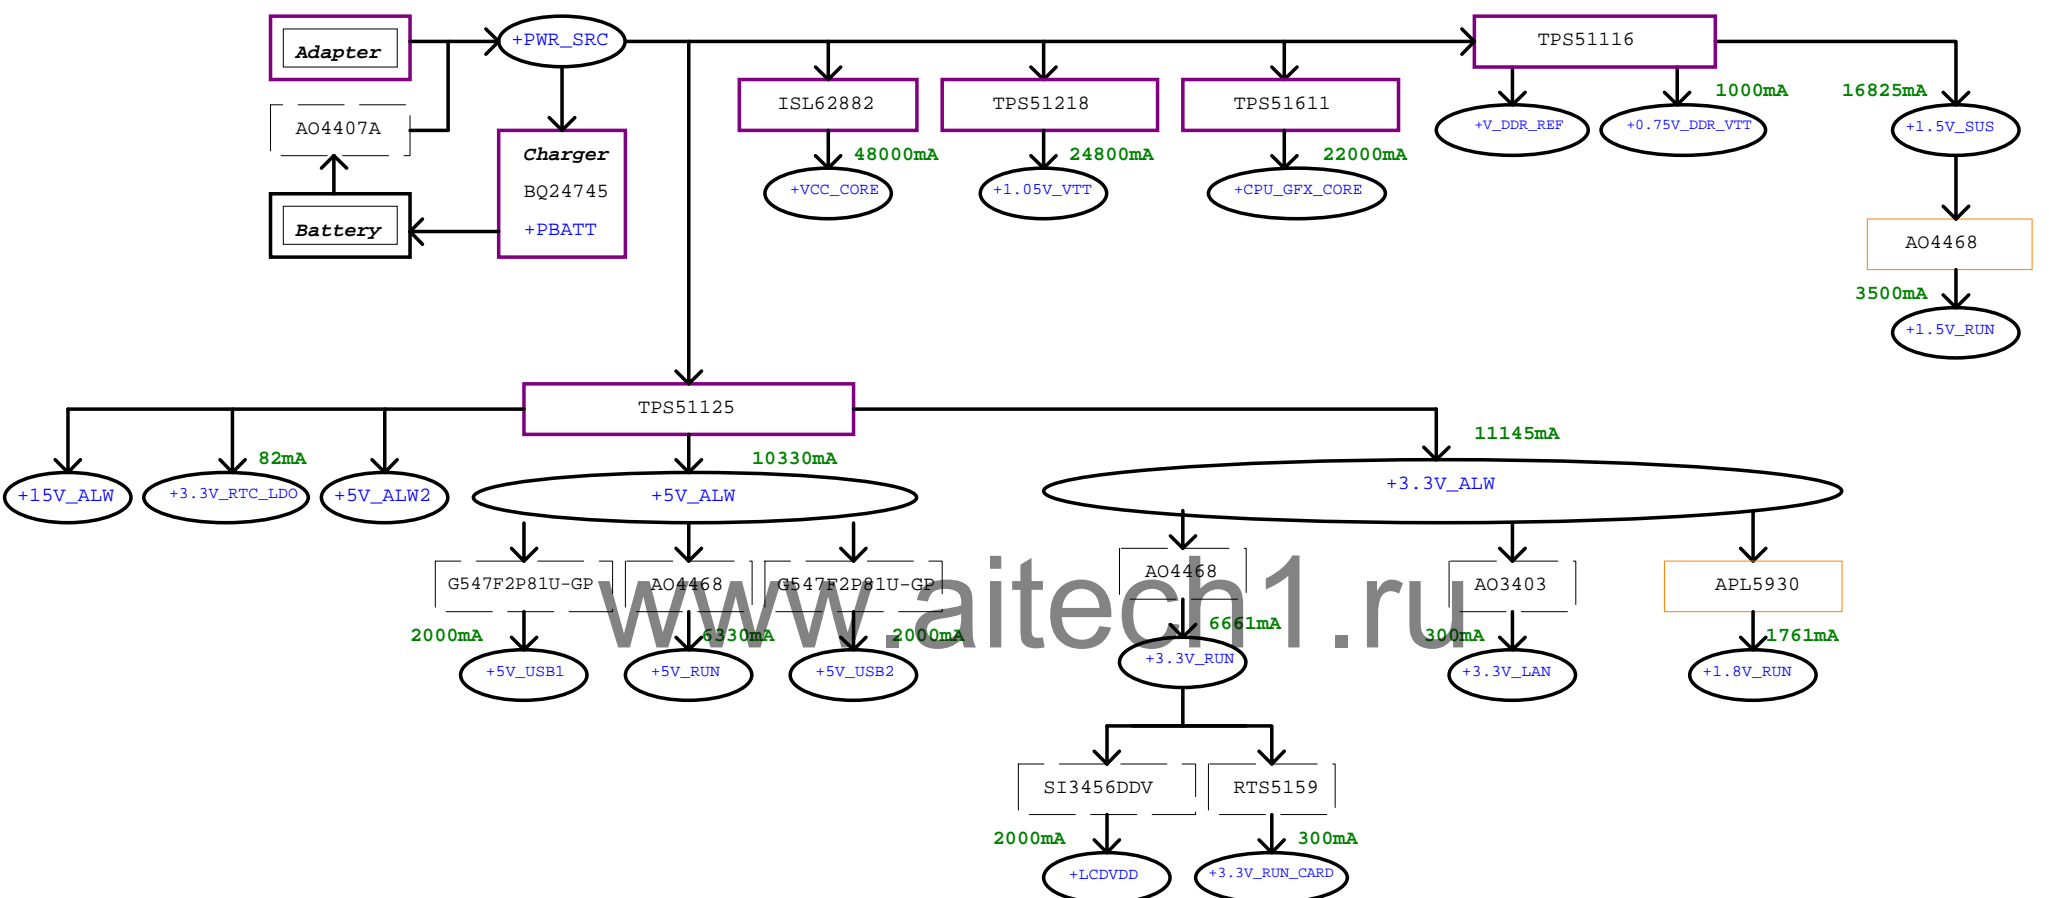 Adapter
+PWR_SRC
TPS51116
AO4407A
ISL62882
TPS51218
TPS51611
1000mA
16825mA
+V_DDR_REF
+0.75V_DDR_VTT
+1.5V_SUS
Charger
BQ24745
+PBATT
48000mA
24800mA
22000mA
+VCC_CORE
+1.05V_VTT
+CPU_GFX_CORE
Battery
AO4468
3500mA
+1.5V_RUN
TPS51125
82mA
10330mA
11145mA
+15V_ALW
+3.3V_RTC_LDO
+5V_ALW2
+5V_ALW
+3.3V_ALW
G547F2P81U-GP
AO4468
G547F2P81U-GP
AO4468
AO3403
APL5930
www.aitech1.ru
2000mA
6330mA
2000mA
6661mA
300mA
1761mA
+5V_USB1
+5V_RUN
+5V_USB2
+3.3V_RUN
+3.3V_LAN
+1.8V_RUN
SI3456DDV
RTS5159
2000mA
300mA
+LCDVDD
+3.3V_RUN_CARD